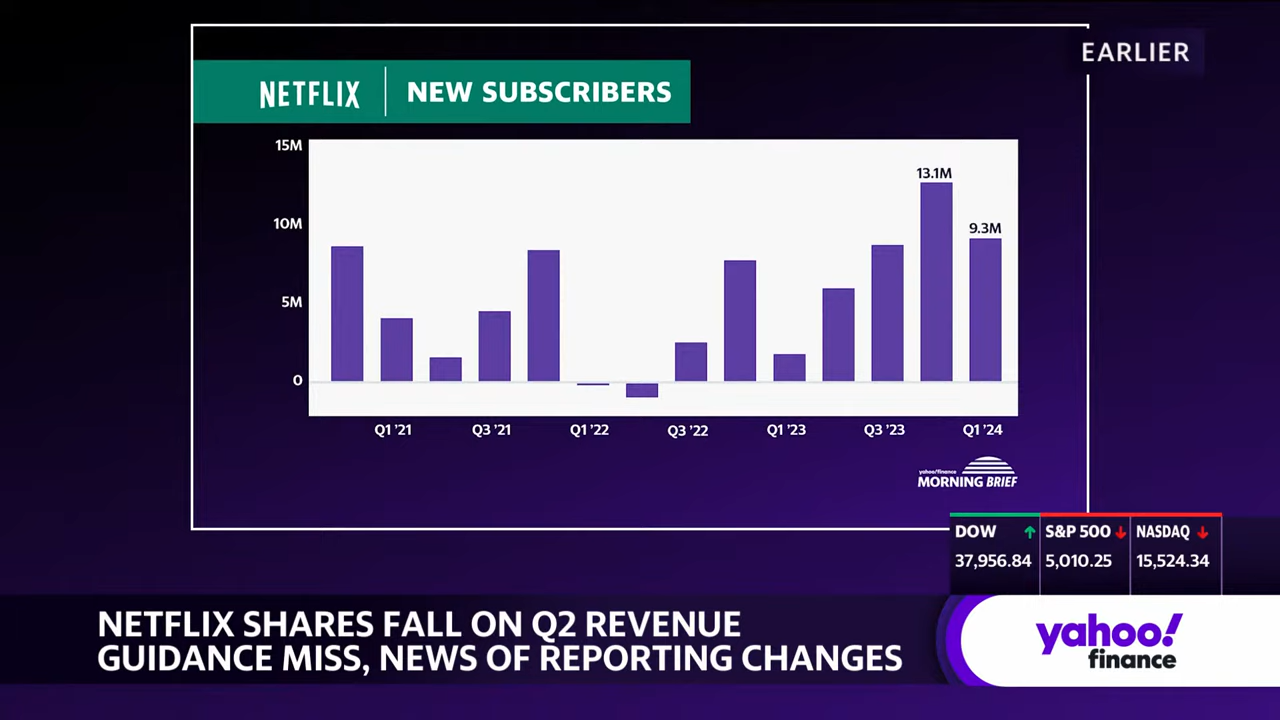 EARLIER
NETFLIX | NEW SUBSCRIBERS
15M
10M
5M
0
13.1M
9.3M
Q1 ’21 Q3 ’21 Q1 ’22 Q3 ’22 Q1 ’23 Q3 ’23 Q1 ’24
yahoo/finance
MORNING BRIEF
DOW S&P 500 NASDAQ
37,956.84 5,010.25 15,524.34
NETFLIX SHARES FALL ON Q2 REVENUE
GUIDANCE MISS, NEWS OF REPORTING CHANGES
yahoo!
finance